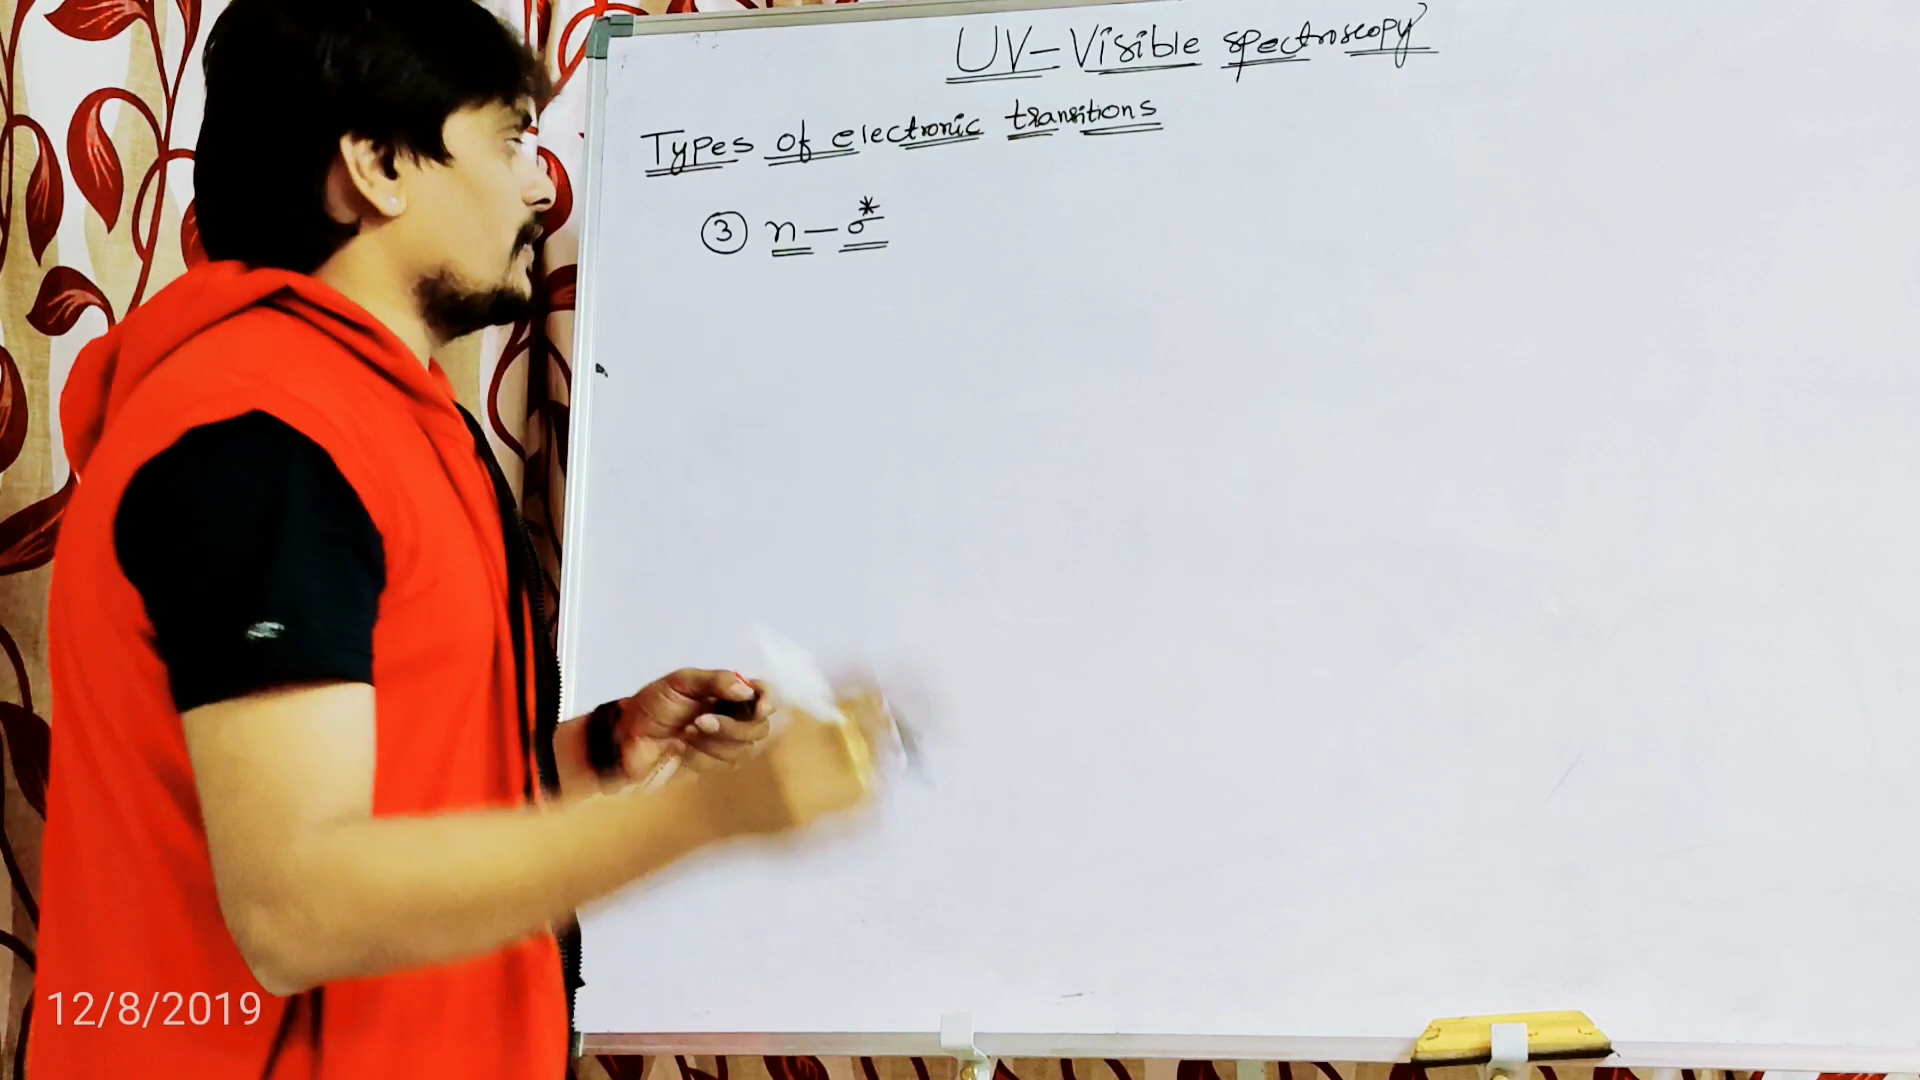 UV-Visible spectroscopy
Types of electronic transitions
③ n-σ*
12/8/2019